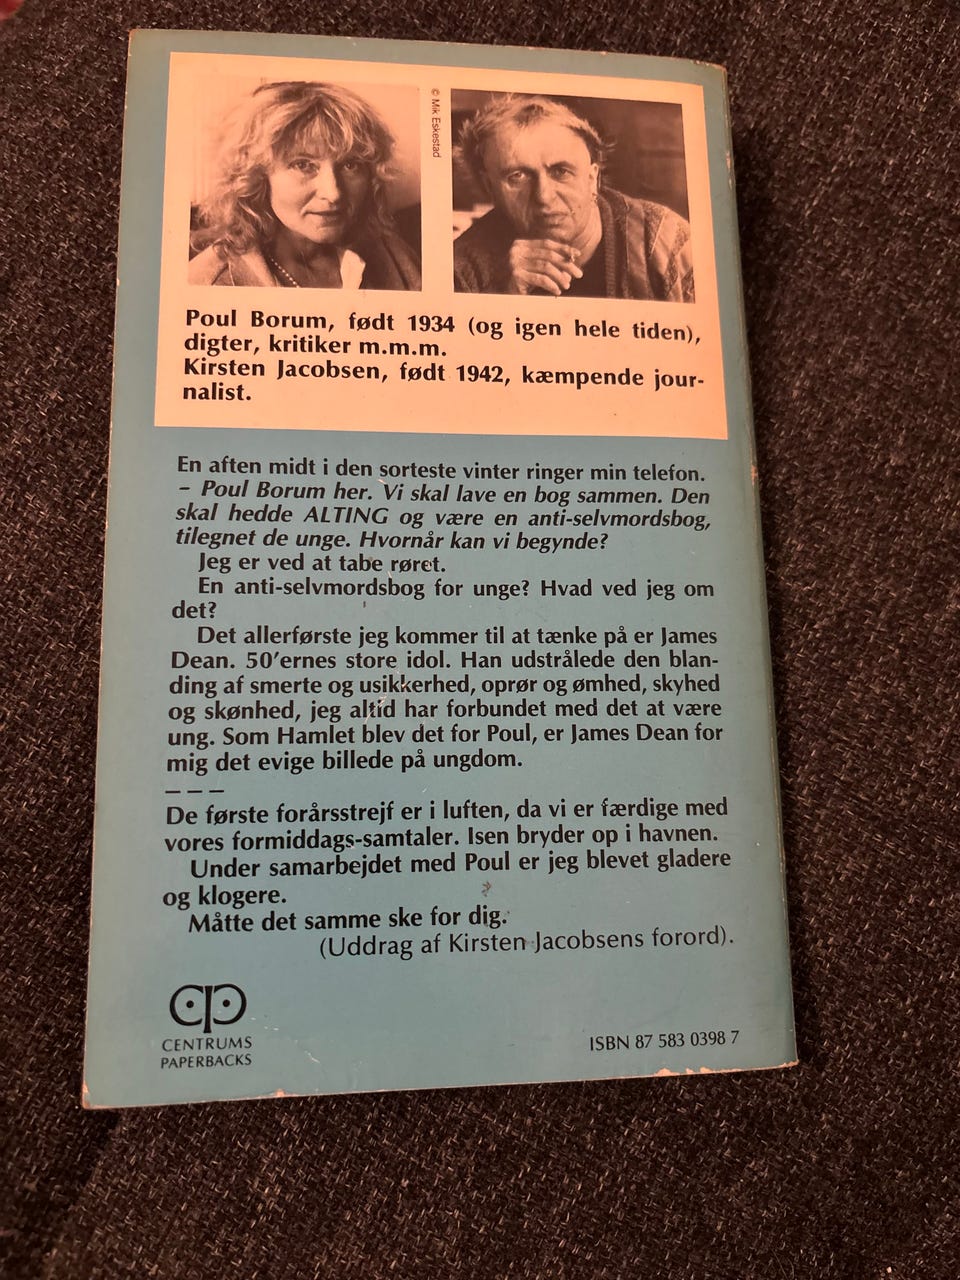 © Mik Eskestad
Poul Borum, født 1934 (og igen hele tiden),
digter, kritiker m.m.m.
Kirsten Jacobsen, født 1942, kæmpende jour-
nalist.
En aften midt i den sorteste vinter ringer min telefon.
– Poul Borum her. Vi skal lave en bog sammen. Den
skal hedde ALTING og være en anti-selvmordsbog,
tilegnet de unge. Hvornår kan vi begynde?
Jeg er ved at tabe røret.
En anti-selvmordsbog for unge? Hvad ved jeg om
det?
Det allerførste jeg kommer til at tænke på er James
Dean. 50'ernes store idol. Han udstrålede den blan-
ding af smerte og usikkerhed, oprør og ømhed, skyhed
og skønhed, jeg altid har forbundet med det at være
ung. Som Hamlet blev det for Poul, er James Dean for
mig det evige billede på ungdom.
– – –
De første forårsstrejf er i luften, da vi er færdige med
vores formiddags-samtaler. Isen bryder op i havnen.
Under samarbejdet med Poul er jeg blevet gladere
og klogere.
Måtte det samme ske for dig.
(Uddrag af Kirsten Jacobsens forord).
cp
CENTRUMS
PAPERBACKS
ISBN 87 583 0398 7